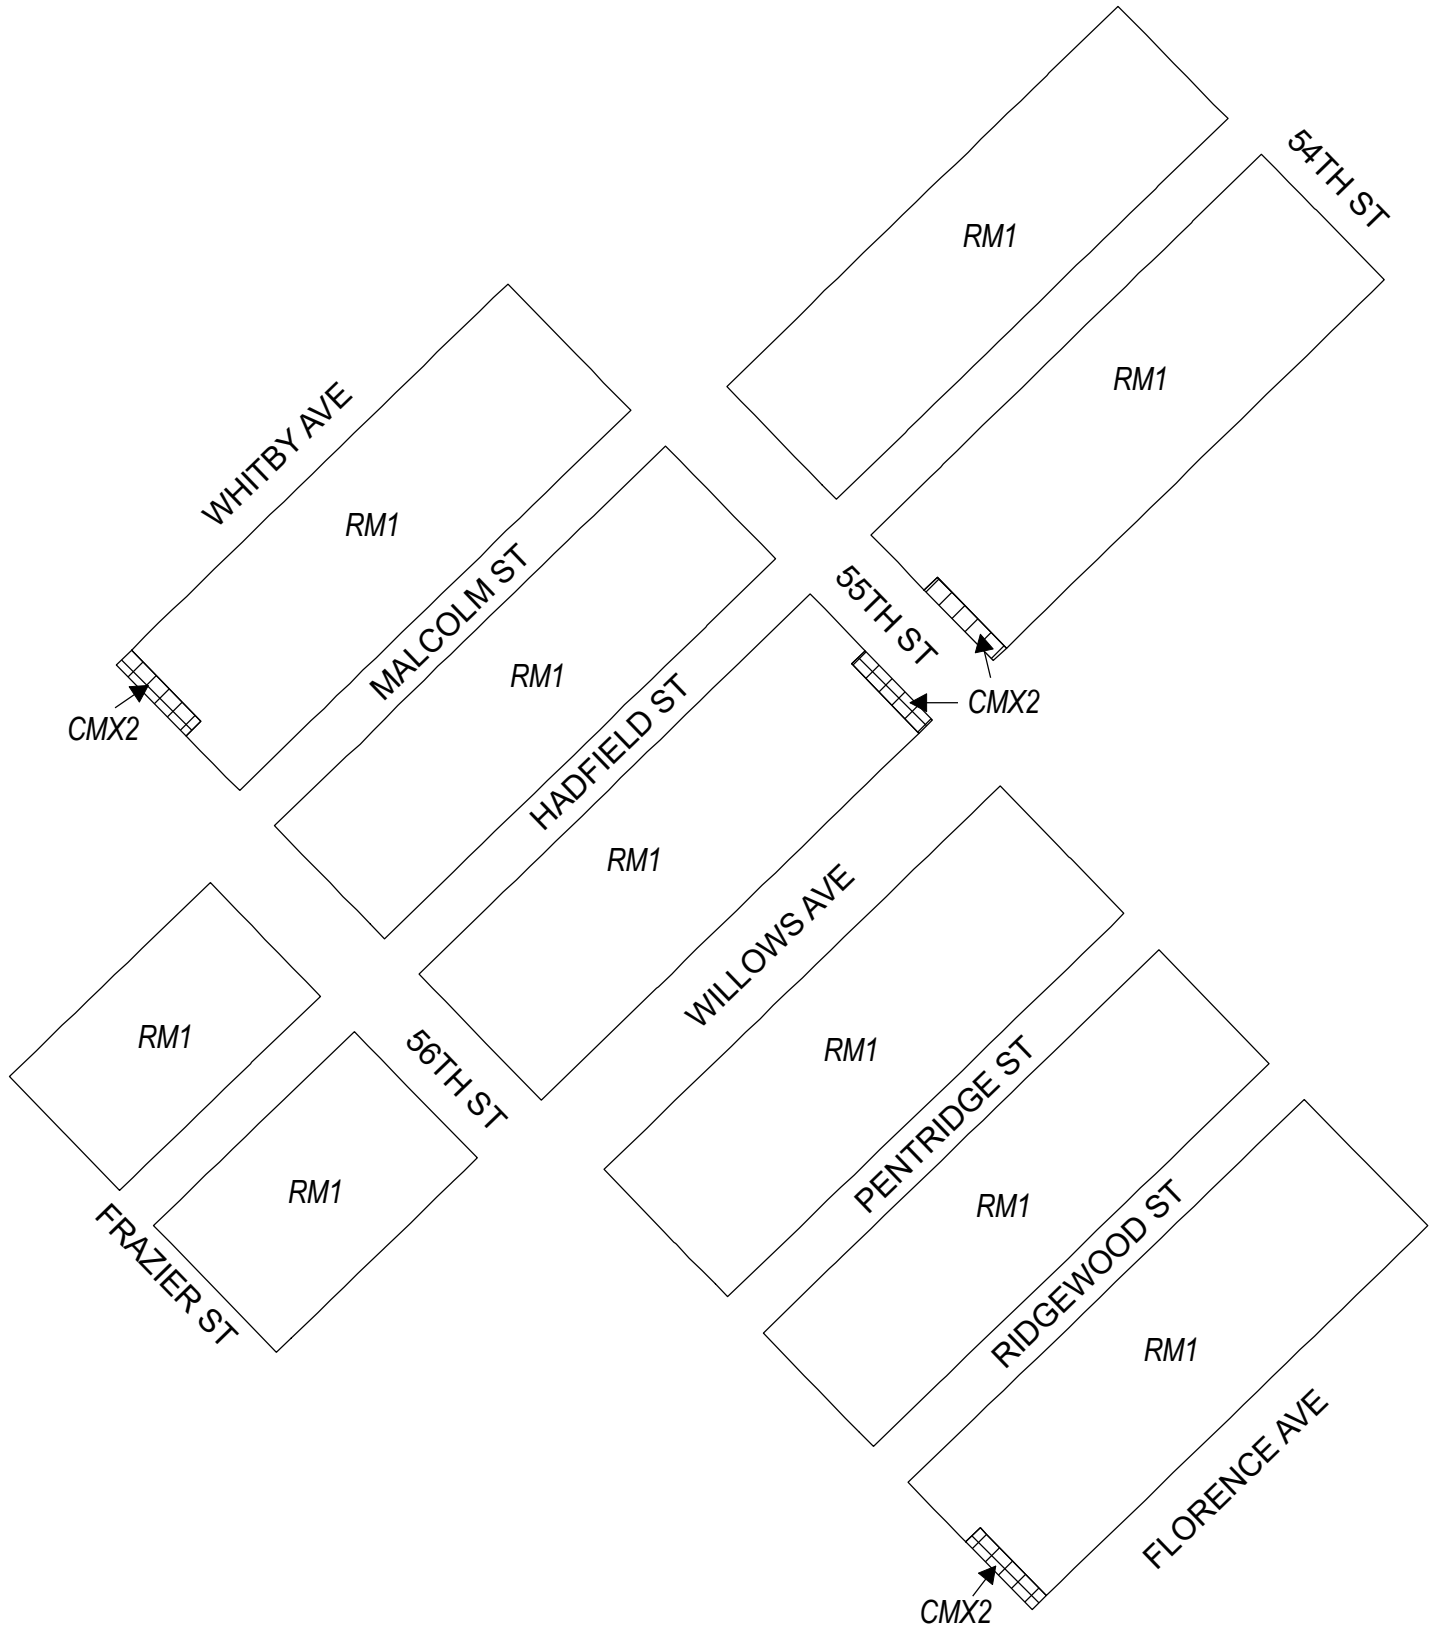 54TH ST
RM1
RM1
WHITBY AVE
RM1
MALCOLM ST
55TH ST
RM1
HADFIELD ST
CMX2
CMX2
RM1
WILLOWS AVE
RM1
56TH ST
RM1
PENTRIDGE ST
RM1
RM1
FRAZIER ST
RIDGEWOOD ST
RM1
FLORENCE AVE
CMX2